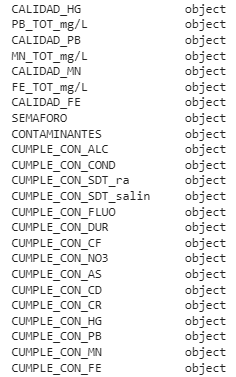 CALIDAD_HG object
PB_TOT_mg/L object
CALIDAD_PB object
MN_TOT_mg/L object
CALIDAD_MN object
FE_TOT_mg/L object
CALIDAD_FE object
SEMAFORO object
CONTAMINANTES object
CUMPLE_CON_ALC object
CUMPLE_CON_COND object
CUMPLE_CON_SDT_ra object
CUMPLE_CON_SDT_salin object
CUMPLE_CON_FLUO object
CUMPLE_CON_DUR object
CUMPLE_CON_CF object
CUMPLE_CON_NO3 object
CUMPLE_CON_AS object
CUMPLE_CON_CD object
CUMPLE_CON_CR object
CUMPLE_CON_HG object
CUMPLE_CON_PB object
CUMPLE_CON_MN object
CUMPLE_CON_FE object